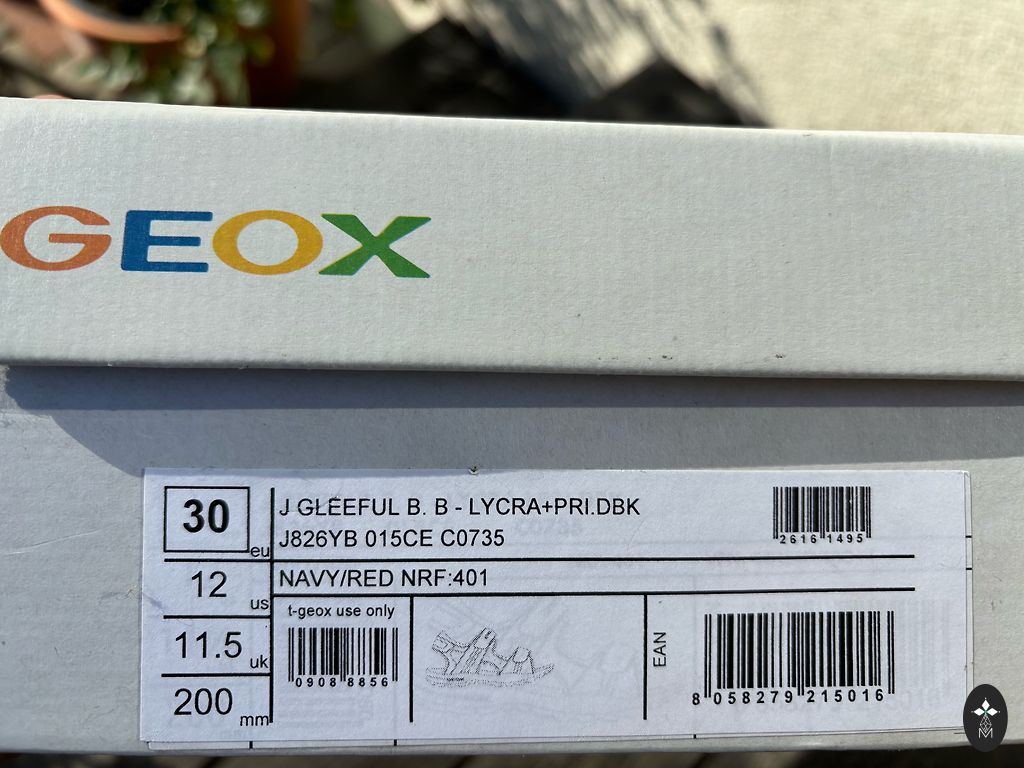 GEOX
30 eu
J GLEEFUL B. B - LYCRA+PRI.DBK
J826YB 015CE C0735
2616 1495
12 us
NAVY/RED NRF:401
11.5 uk
t-geox use only
0908 8856
EAN
8 058279 215016
200 mm
M